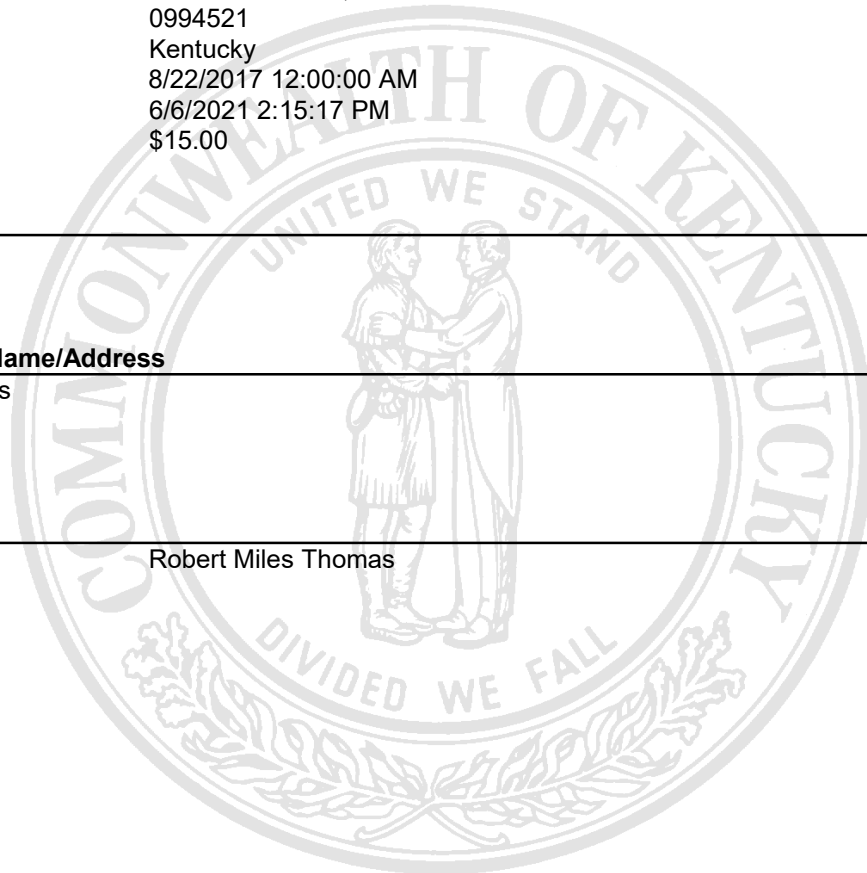 0994521
Kentucky
8/22/2017 12:00:00 AM
6/6/2021 2:15:17 PM
$15.00
COMMONWEALTH OF KENTUCKY
UNITED WE STAND
Name/Address
s
Robert Miles Thomas
DIVIDED WE FALL